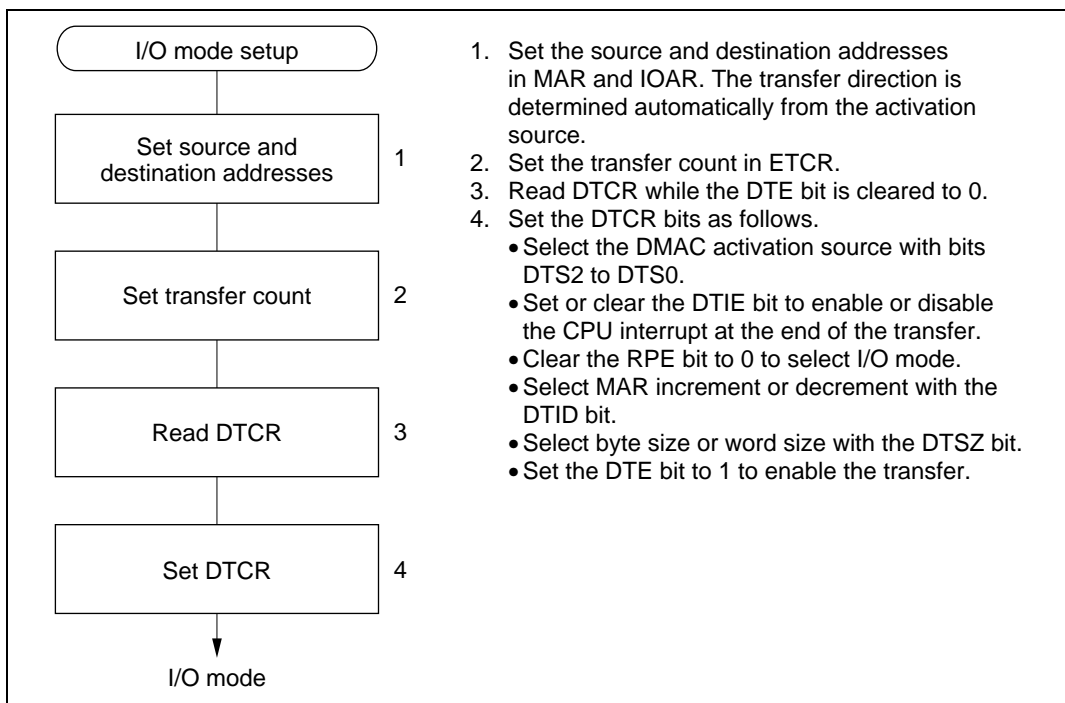 I/O mode setup
Set source and
destination addresses
1
Set transfer count
2
Read DTCR
3
Set DTCR
4
I/O mode
1. Set the source and destination addresses
in MAR and IOAR. The transfer direction is
determined automatically from the activation
source.
2. Set the transfer count in ETCR.
3. Read DTCR while the DTE bit is cleared to 0.
4. Set the DTCR bits as follows.
• Select the DMAC activation source with bits
DTS2 to DTS0.
• Set or clear the DTIE bit to enable or disable
the CPU interrupt at the end of the transfer.
• Clear the RPE bit to 0 to select I/O mode.
• Select MAR increment or decrement with the
DTID bit.
• Select byte size or word size with the DTSZ bit.
• Set the DTE bit to 1 to enable the transfer.